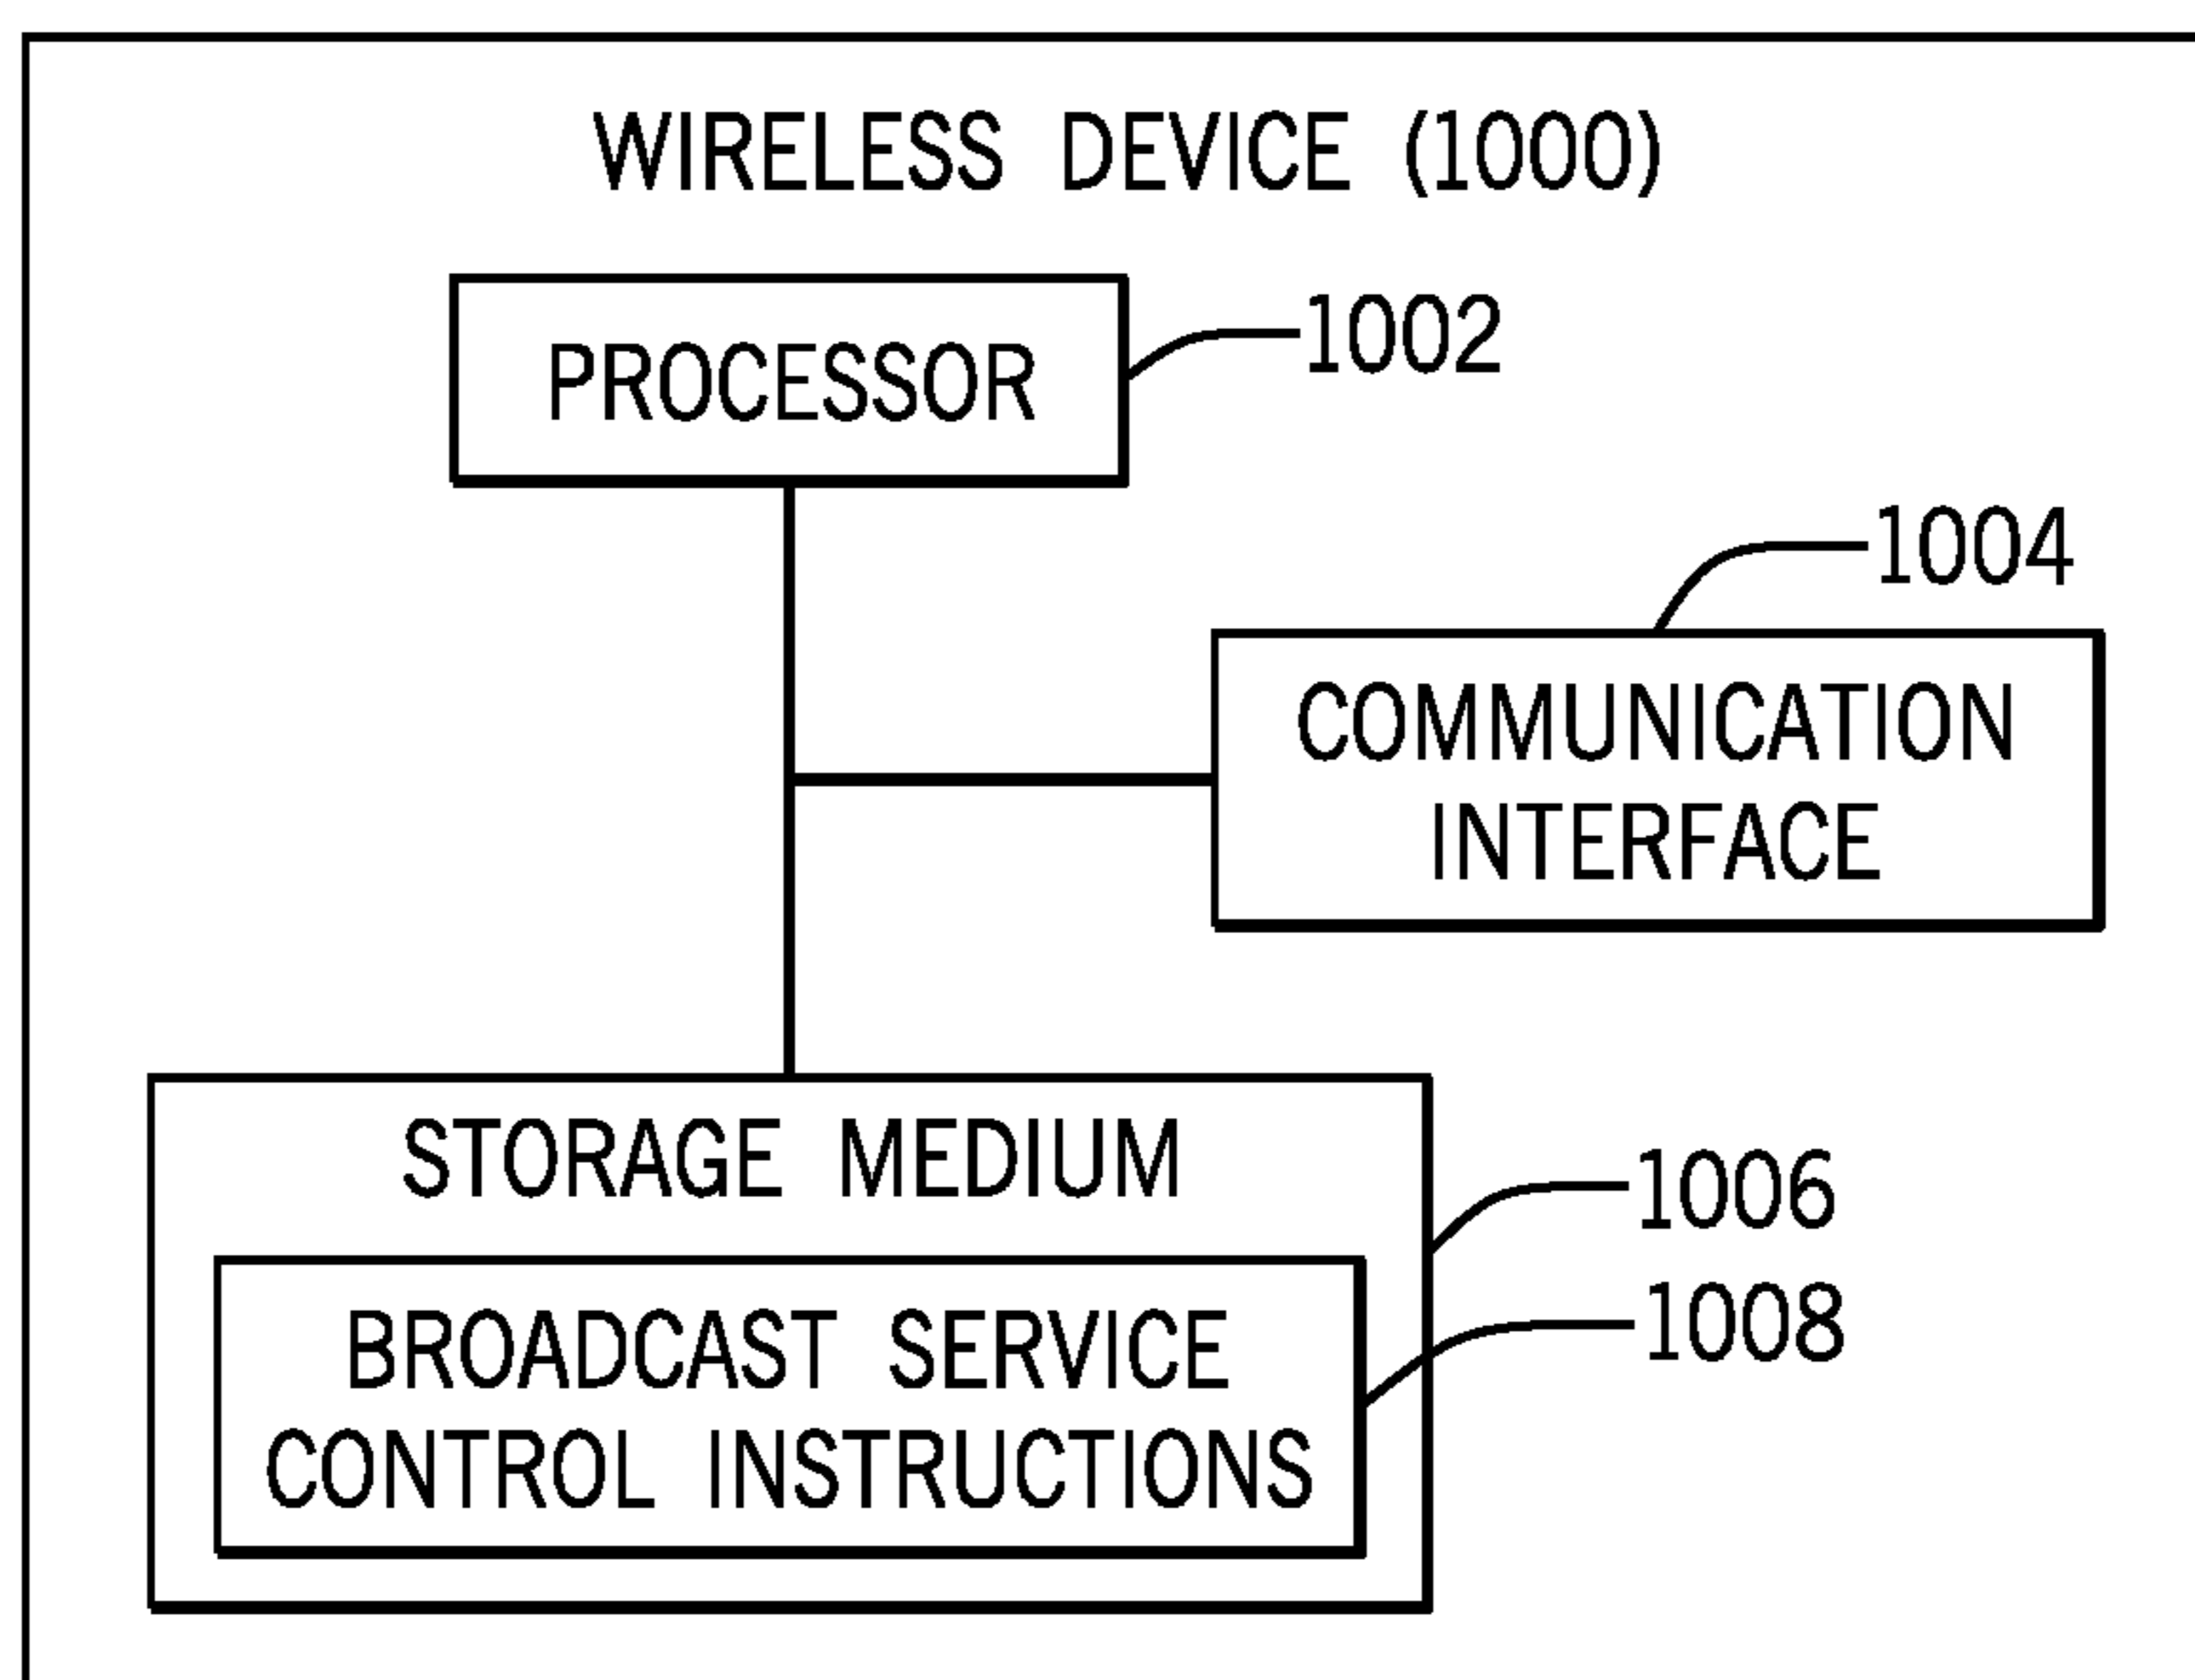 WIRELESS DEVICE (1000)
PROCESSOR
1002
1004
COMMUNICATION
INTERFACE
STORAGE MEDIUM
1006
BROADCAST SERVICE
CONTROL INSTRUCTIONS
1008